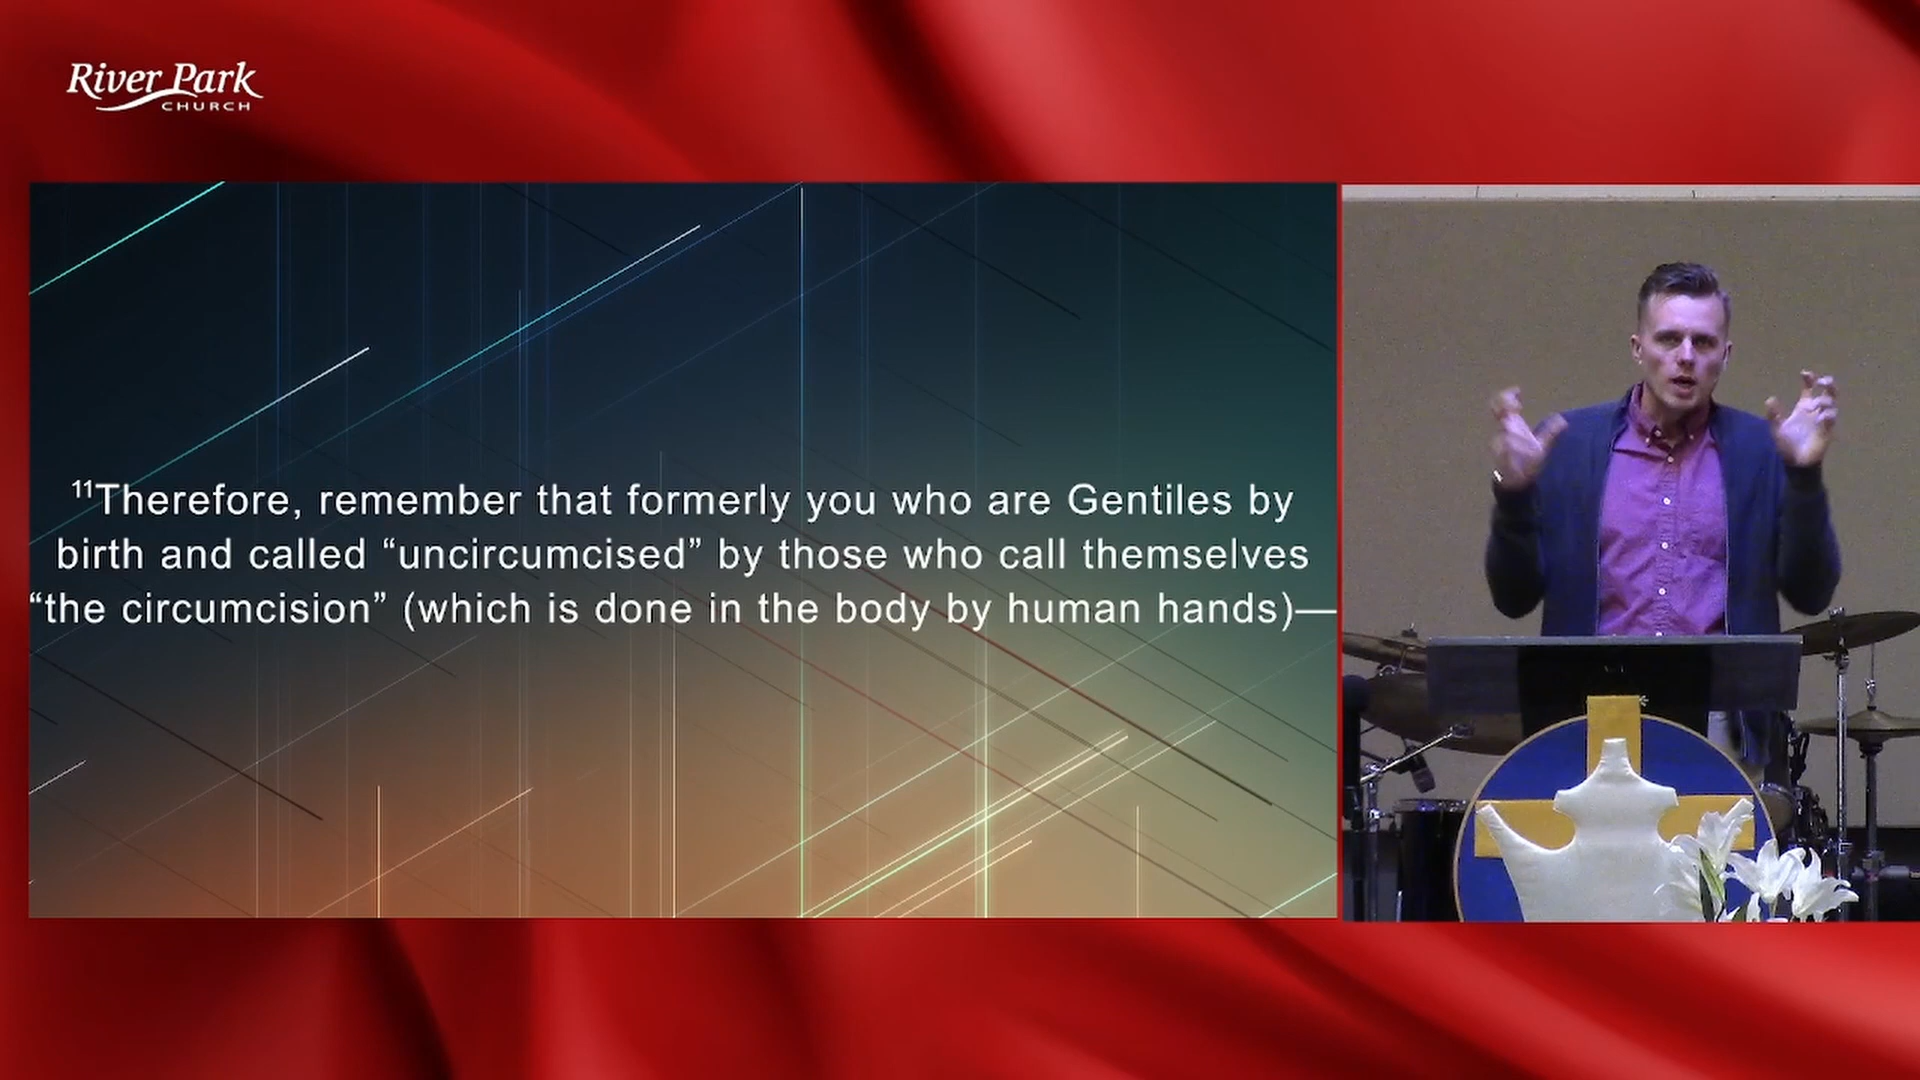 River Park
CHURCH
¹¹Therefore, remember that formerly you who are Gentiles by
birth and called “uncircumcised” by those who call themselves
“the circumcision” (which is done in the body by human hands)—